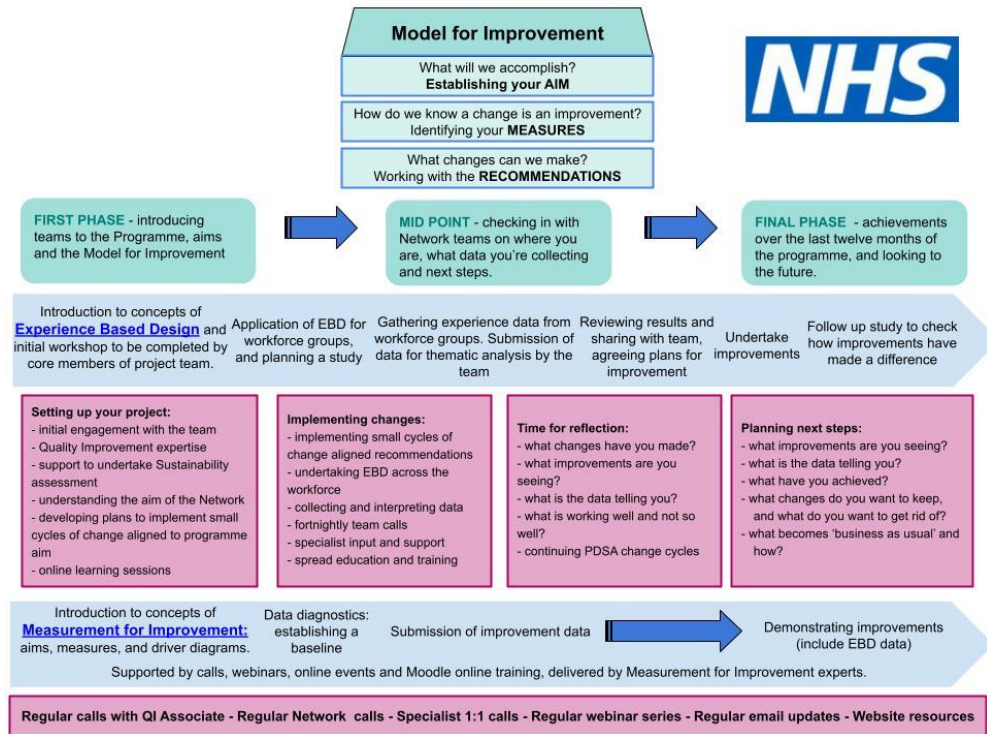 Model for Improvement
What will we accomplish?
Establishing your AIM
How do we know a change is an improvement?
Identifying your MEASURES
What changes can we make?
Working with the RECOMMENDATIONS
NHS
FIRST PHASE - introducing
teams to the Programme, aims
and the Model for Improvement
MID POINT - checking in with
Network teams on where you
are, what data you're collecting
and next steps.
FINAL PHASE - achievements
over the last twelve months of
the programme, and looking to
the future.
Introduction to concepts of
Experience Based Design and
initial workshop to be completed by
core members of project team.
Application of EBD for
workforce groups,
and planning a study
Gathering experience data from
workforce groups. Submission of
data for thematic analysis by the
team
Reviewing results and
sharing with team,
agreeing plans for
improvement
Undertake
improvements
Follow up study to check
how improvements have
made a difference
Setting up your project:
- initial engagement with the team
- Quality Improvement expertise
- support to undertake Sustainability
assessment
- understanding the aim of the Network
- developing plans to implement small
cycles of change aligned to programme
aim
- online learning sessions
Implementing changes:
- implementing small cycles of
change aligned recommendations
- undertaking EBD across the
workforce
- collecting and interpreting data
- fortnightly team calls
- specialist input and support
- spread education and training
Time for reflection:
- what changes have you made?
- what improvements are you
seeing?
- what is the data telling you?
- what is working well and not so
well?
- continuing PDSA change cycles
Planning next steps:
- what improvements are you seeing?
- what is the data telling you?
- what have you achieved?
- what changes do you want to keep,
and what do you want to get rid of?
- what becomes 'business as usual' and
how?
Introduction to concepts of
Measurement for Improvement:
aims, measures, and driver diagrams.
Data diagnostics:
establishing a
baseline
Submission of improvement data
Demonstrating improvements
(include EBD data)
Supported by calls, webinars, online events and Moodle online training, delivered by Measurement for Improvement experts.
Regular calls with QI Associate - Regular Network calls - Specialist 1:1 calls - Regular webinar series - Regular email updates - Website resources